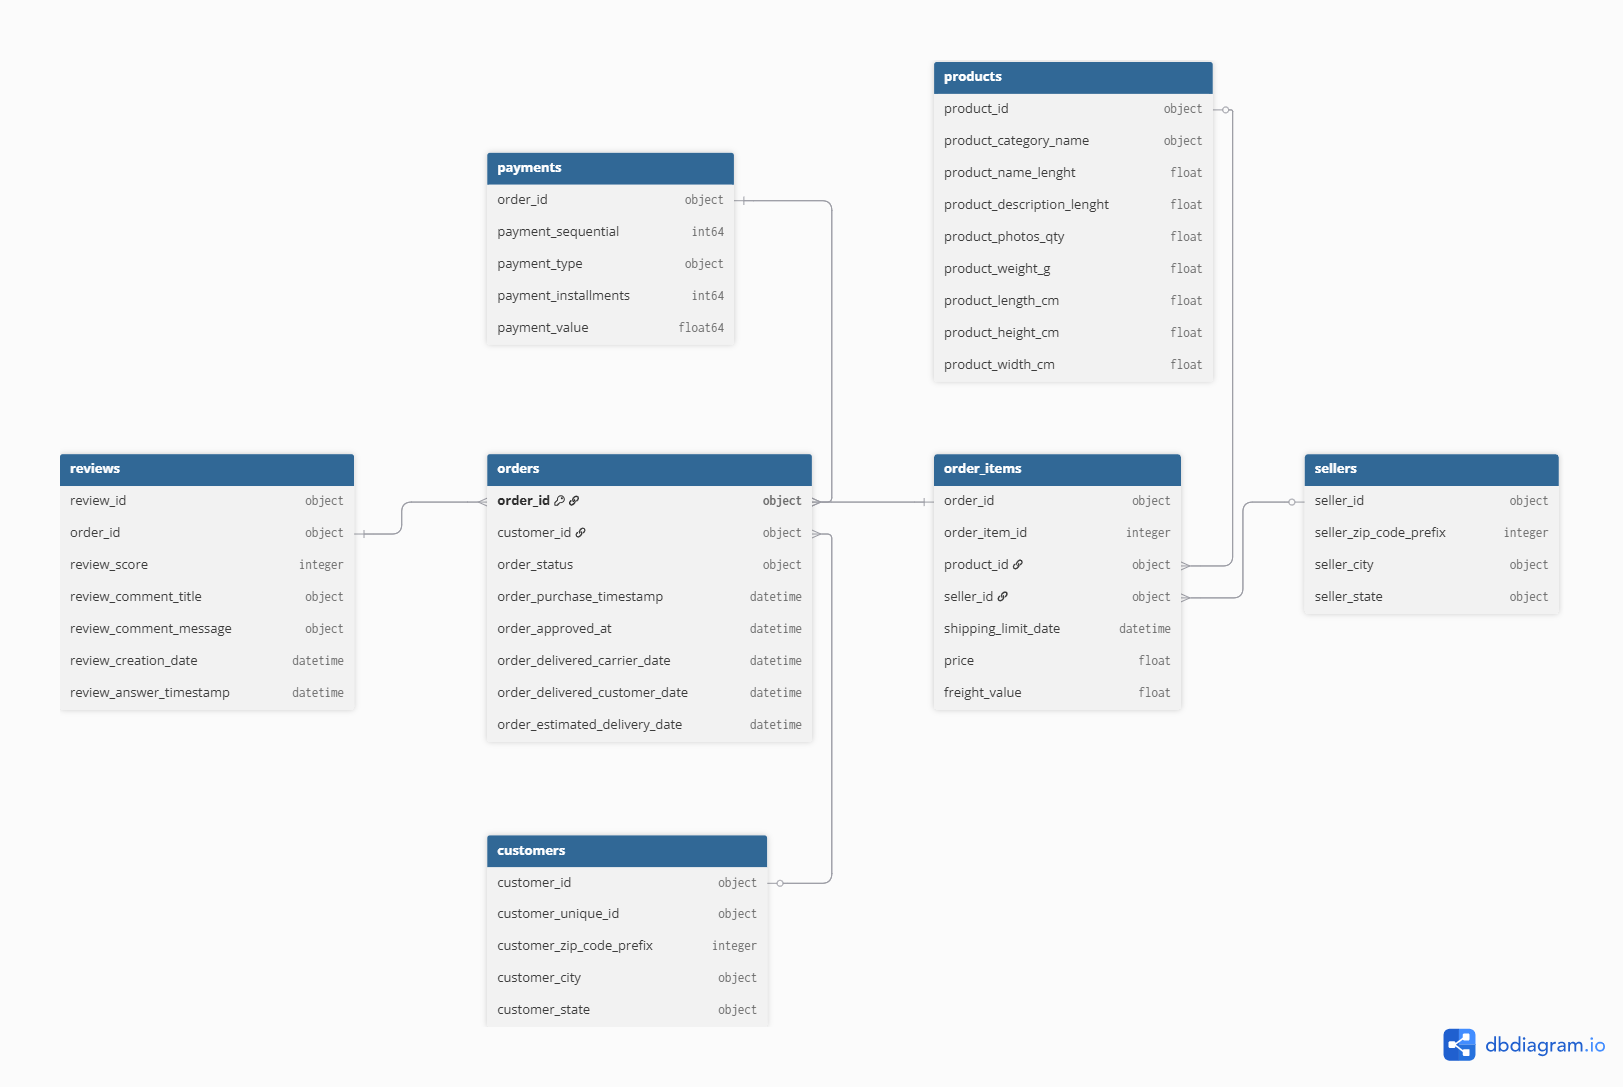 products
product_id object
product_category_name object
product_name_lenght float
product_description_lenght float
product_photos_qty float
product_weight_g float
product_length_cm float
product_height_cm float
product_width_cm float
payments
order_id object
payment_sequential int64
payment_type object
payment_installments int64
payment_value float64
reviews
review_id object
order_id object
review_score integer
review_comment_title object
review_comment_message object
review_creation_date datetime
review_answer_timestamp datetime
orders
order_id object
customer_id object
order_status object
order_purchase_timestamp datetime
order_approved_at datetime
order_delivered_carrier_date datetime
order_delivered_customer_date datetime
order_estimated_delivery_date datetime
order_items
order_id object
order_item_id integer
product_id object
seller_id object
shipping_limit_date datetime
price float
freight_value float
sellers
seller_id object
seller_zip_code_prefix integer
seller_city object
seller_state object
customers
customer_id object
customer_unique_id object
customer_zip_code_prefix integer
customer_city object
customer_state object
dbdiagram.io